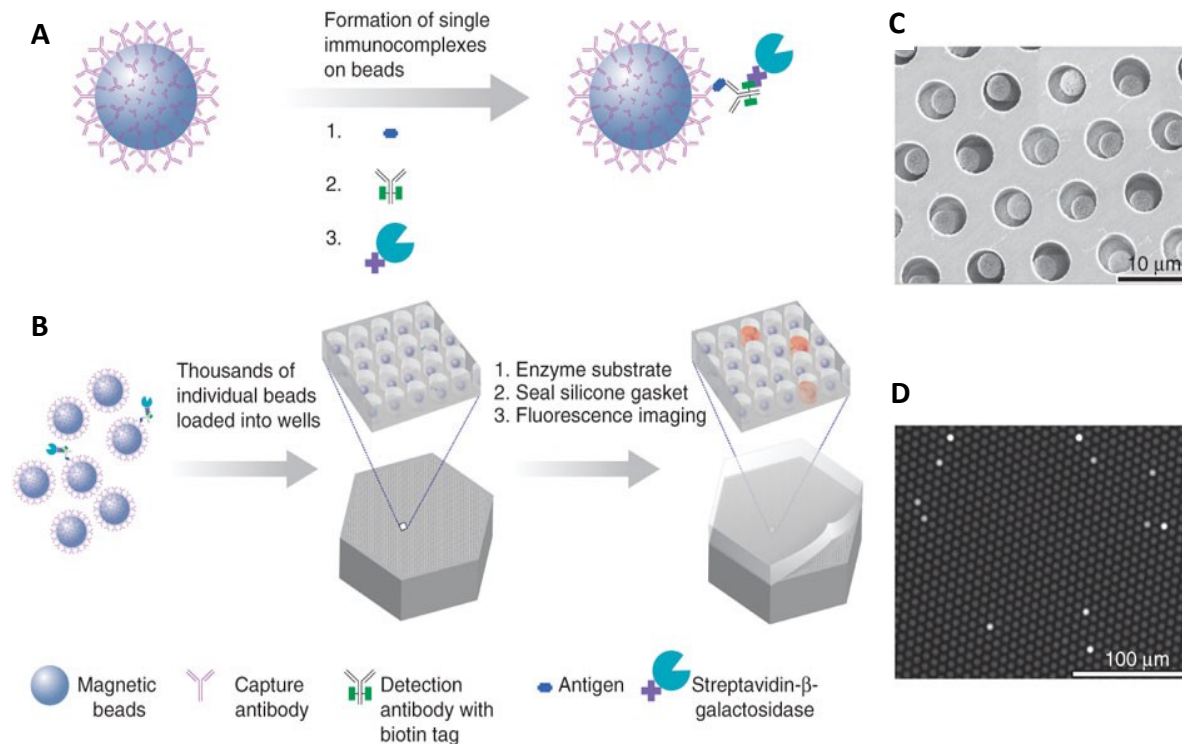 A
Formation of single
immunocomplexes
on beads
1.
2.
3.
C
10 μm
B
Thousands of
individual beads
loaded into wells
1. Enzyme substrate
2. Seal silicone gasket
3. Fluorescence imaging
D
100 μm
Magnetic
beads
Capture
antibody
Detection
antibody with
biotin tag
Antigen
Streptavidin-β-
galactosidase